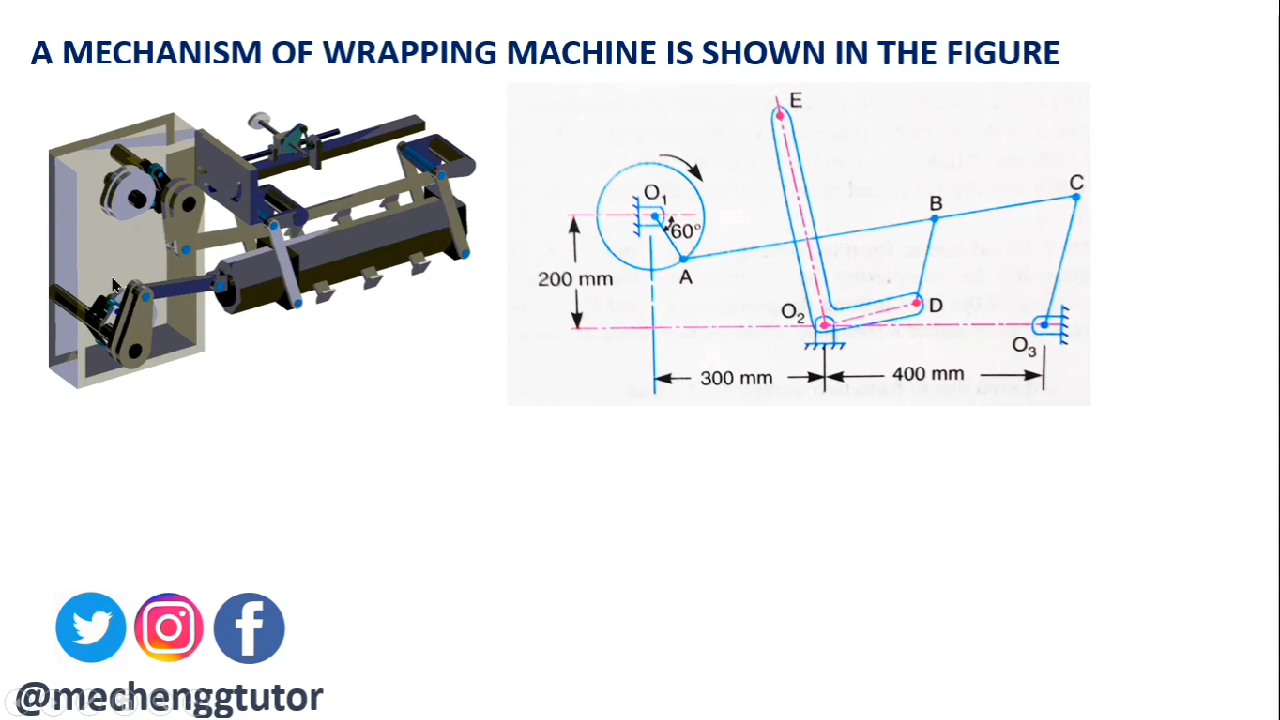 A MECHANISM OF WRAPPING MACHINE IS SHOWN IN THE FIGURE
E
O₁
60°
A
200 mm
B
C
O₂
D
O₃
300 mm
400 mm
@mechenggtutor